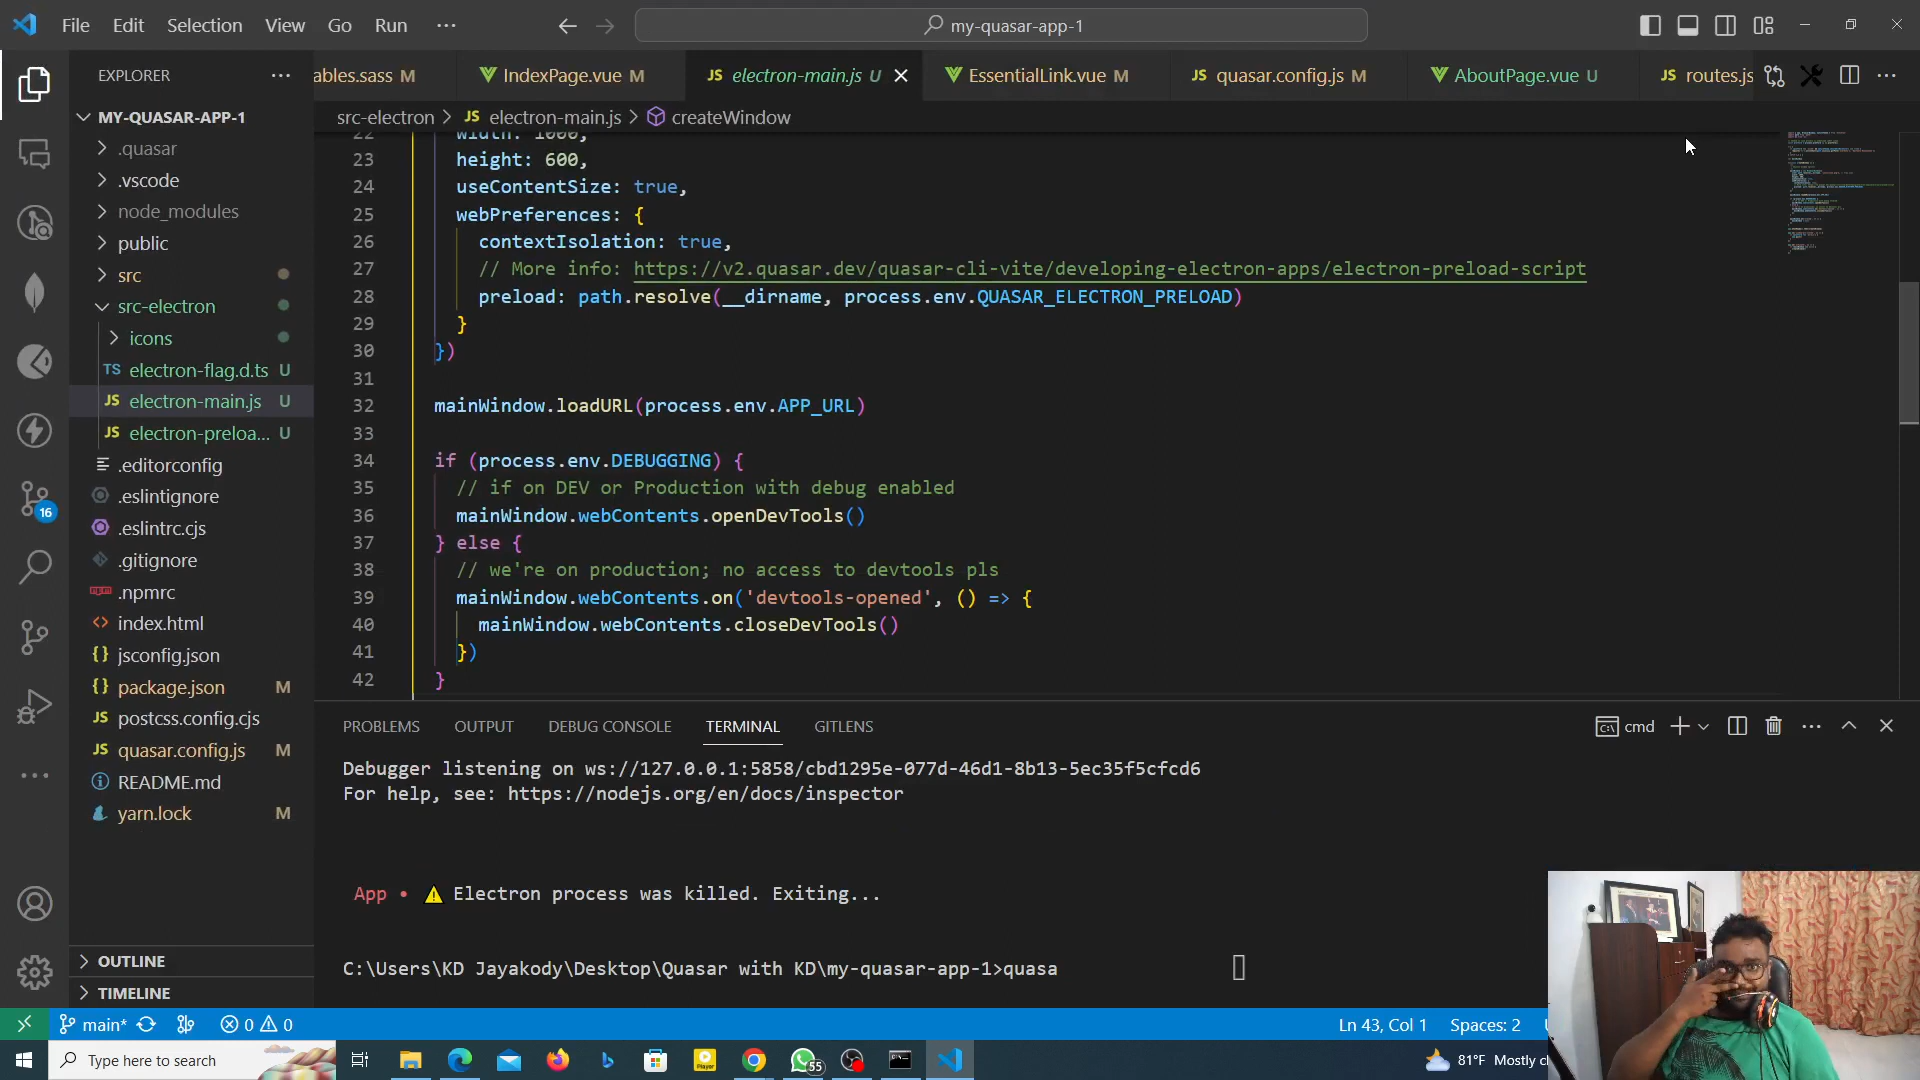 File Edit Selection View Go Run ···
my-quasar-app-1
EXPLORER
ables.sass M
IndexPage.vue M
JS electron-main.js U
EssentialLink.vue M
JS quasar.config.js M
AboutPage.vue U
JS routes.js
src-electron > JS electron-main.js > createWindow
MY-QUASAR-APP-1
.quasar
.vscode
node_modules
public
src
src-electron
icons
TS electron-flag.d.ts U
JS electron-main.js U
JS electron-preloa... U
.editorconfig
.eslintignore
.eslintrc.cjs
.gitignore
.npmrc
index.html
jsconfig.json
package.json M
JS postcss.config.cjs
JS quasar.config.js M
README.md
yarn.lock M
OUTLINE
TIMELINE
16
22 width: 1000,
23 height: 600,
24 useContentSize: true,
25 webPreferences: {
26 contextIsolation: true,
27 // More info: https://v2.quasar.dev/quasar-cli-vite/developing-electron-apps/electron-preload-script
28 preload: path.resolve(__dirname, process.env.QUASAR_ELECTRON_PRELOAD)
29 }
30 })
31
32 mainWindow.loadURL(process.env.APP_URL)
33
34 if (process.env.DEBUGGING) {
35 // if on DEV or Production with debug enabled
36 mainWindow.webContents.openDevTools()
37 } else {
38 // we're on production; no access to devtools pls
39 mainWindow.webContents.on('devtools-opened', () => {
40 mainWindow.webContents.closeDevTools()
41 })
42 }
PROBLEMS OUTPUT DEBUG CONSOLE TERMINAL GITLENS
cmd
Debugger listening on ws://127.0.0.1:5858/cbd1295e-077d-46d1-8b13-5ec35f5cfcd6
For help, see: https://nodejs.org/en/docs/inspector
App • ⚠ Electron process was killed. Exiting...
C:\Users\KD Jayakody\Desktop\Quasar with KD\my-quasar-app-1>quasa
main* 0 0
Ln 43, Col 1 Spaces: 2
Type here to search
Player
55
81°F Mostly cl